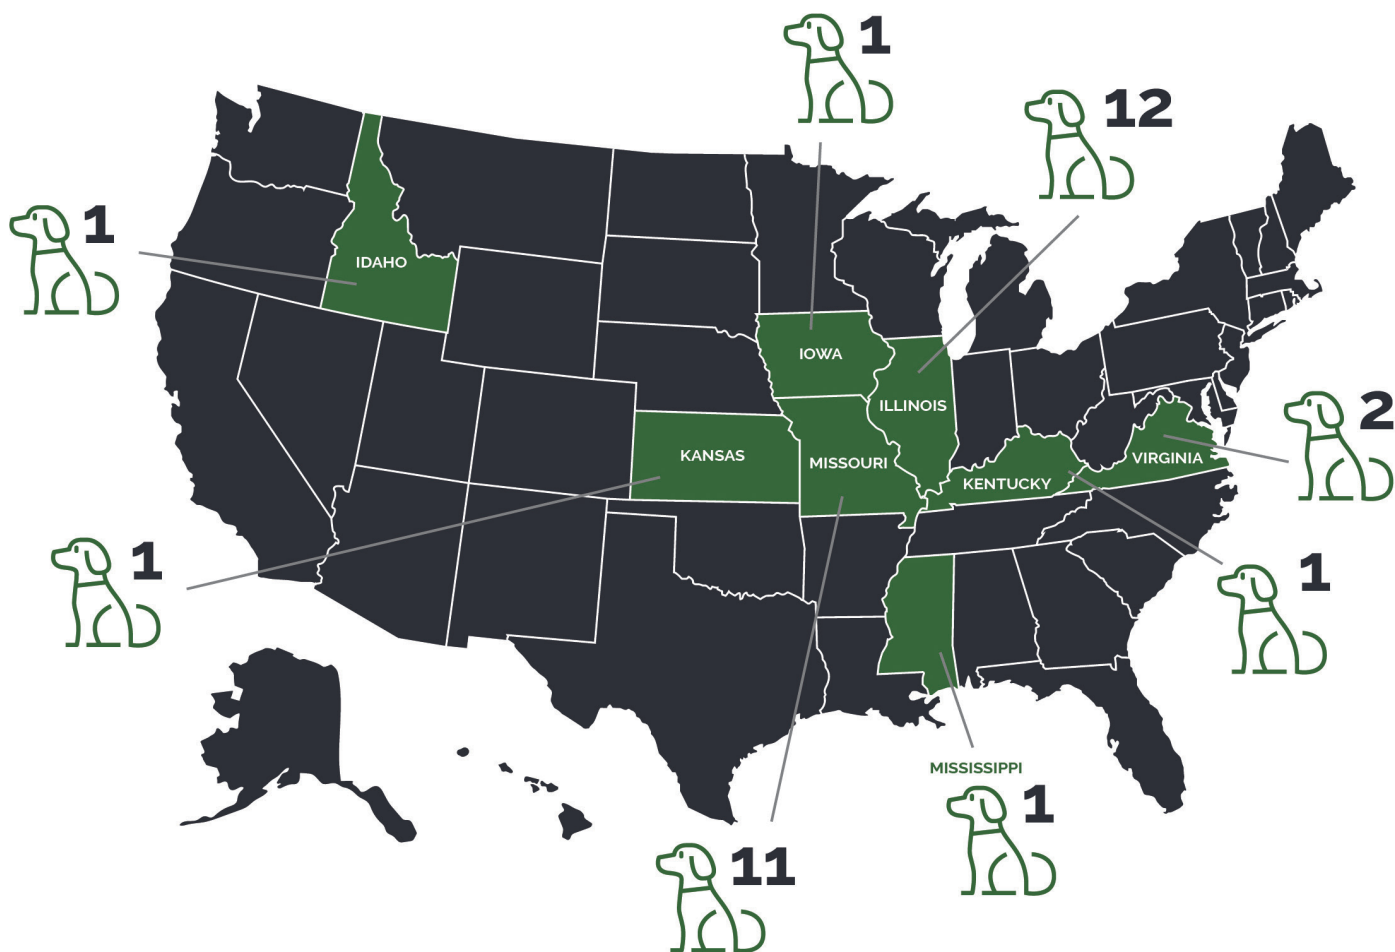 1
12
1
IDAHO
IOWA
ILLINOIS
2
KANSAS
MISSOURI
VIRGINIA
KENTUCKY
1
1
MISSISSIPPI
1
11